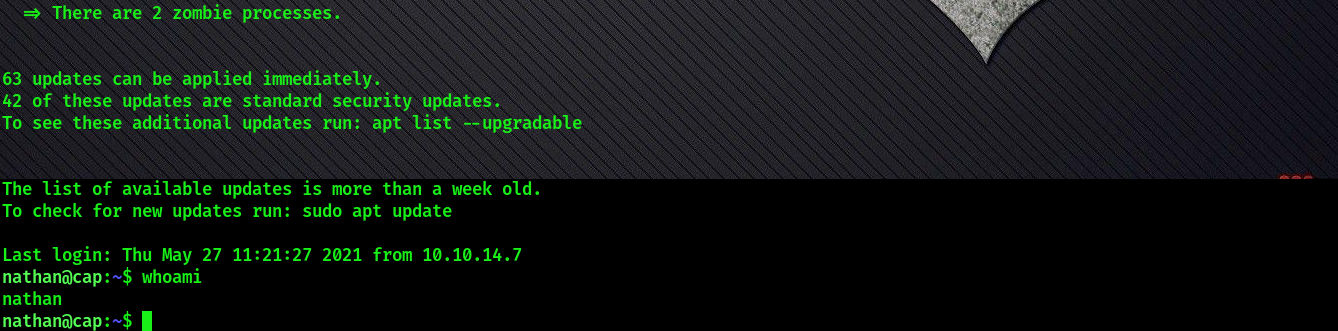 => There are 2 zombie processes.
63 updates can be applied immediately.
42 of these updates are standard security updates.
To see these additional updates run: apt list --upgradable
The list of available updates is more than a week old.
To check for new updates run: sudo apt update
Last login: Thu May 27 11:21:27 2021 from 10.10.14.7
nathan@cap:~$ whoami
nathan
nathan@cap:~$